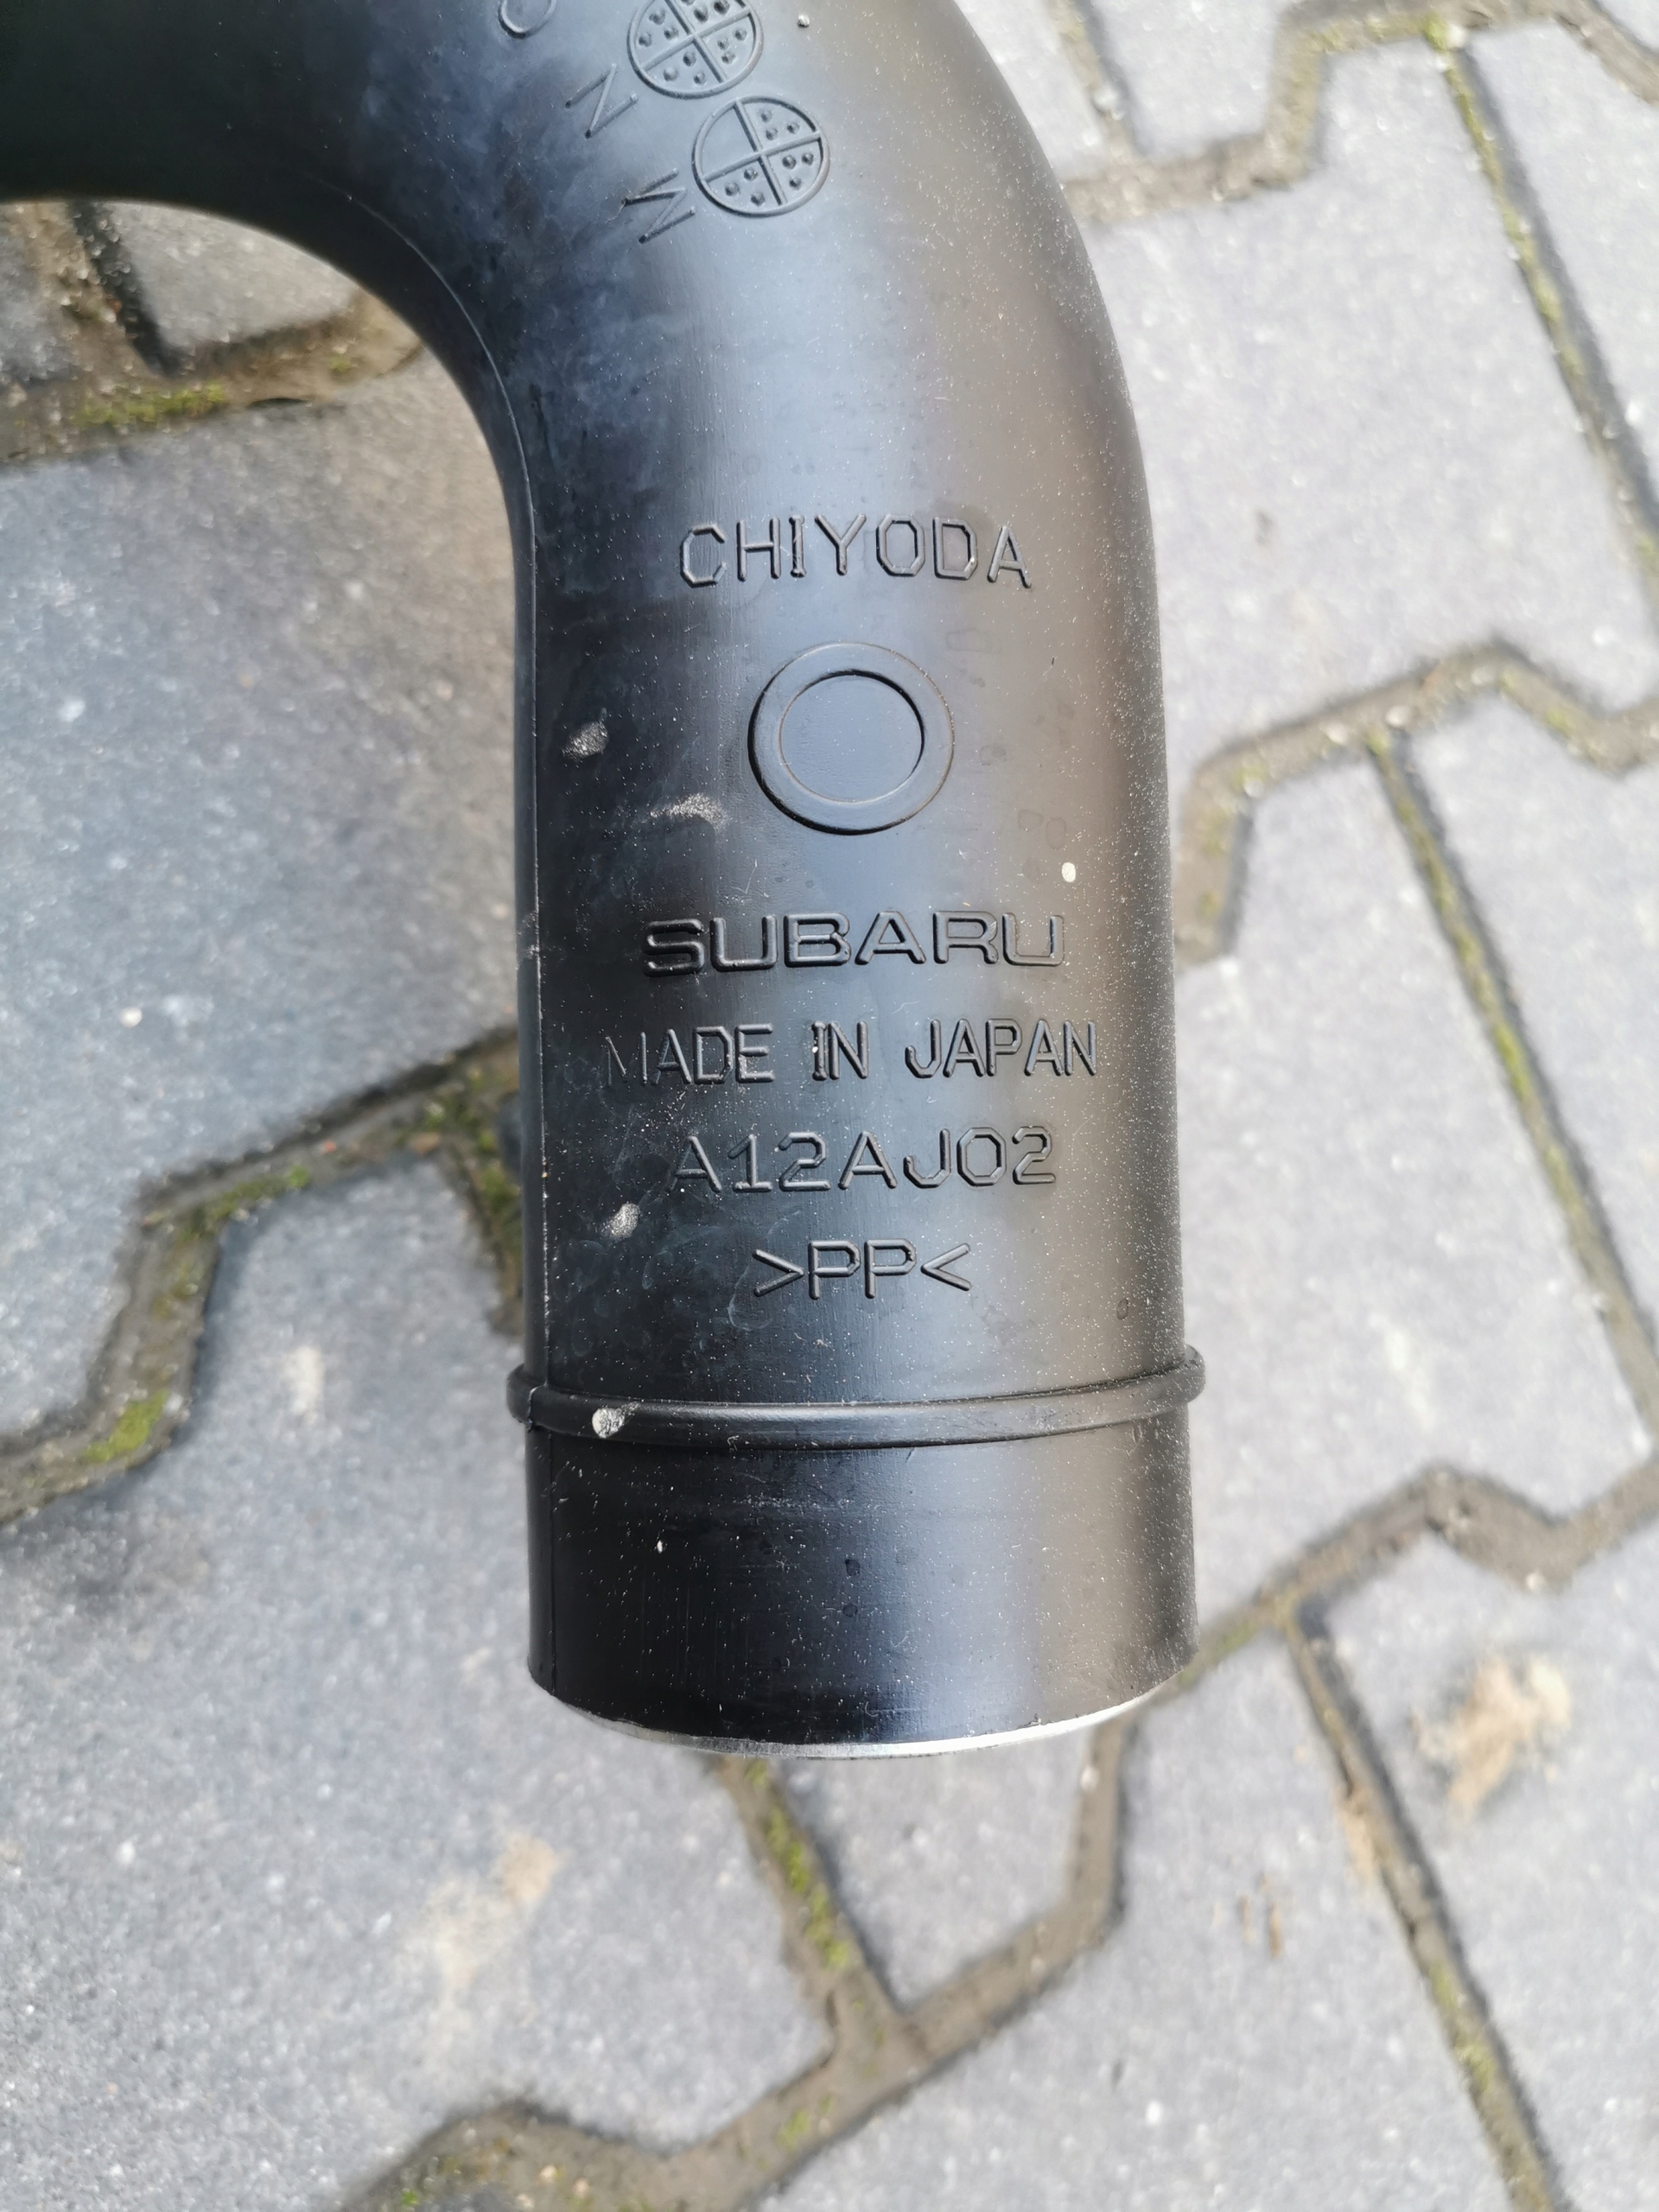 O
N
M
CHIYODA
SUBARU
MADE IN JAPAN
A12AJ02
>PP<